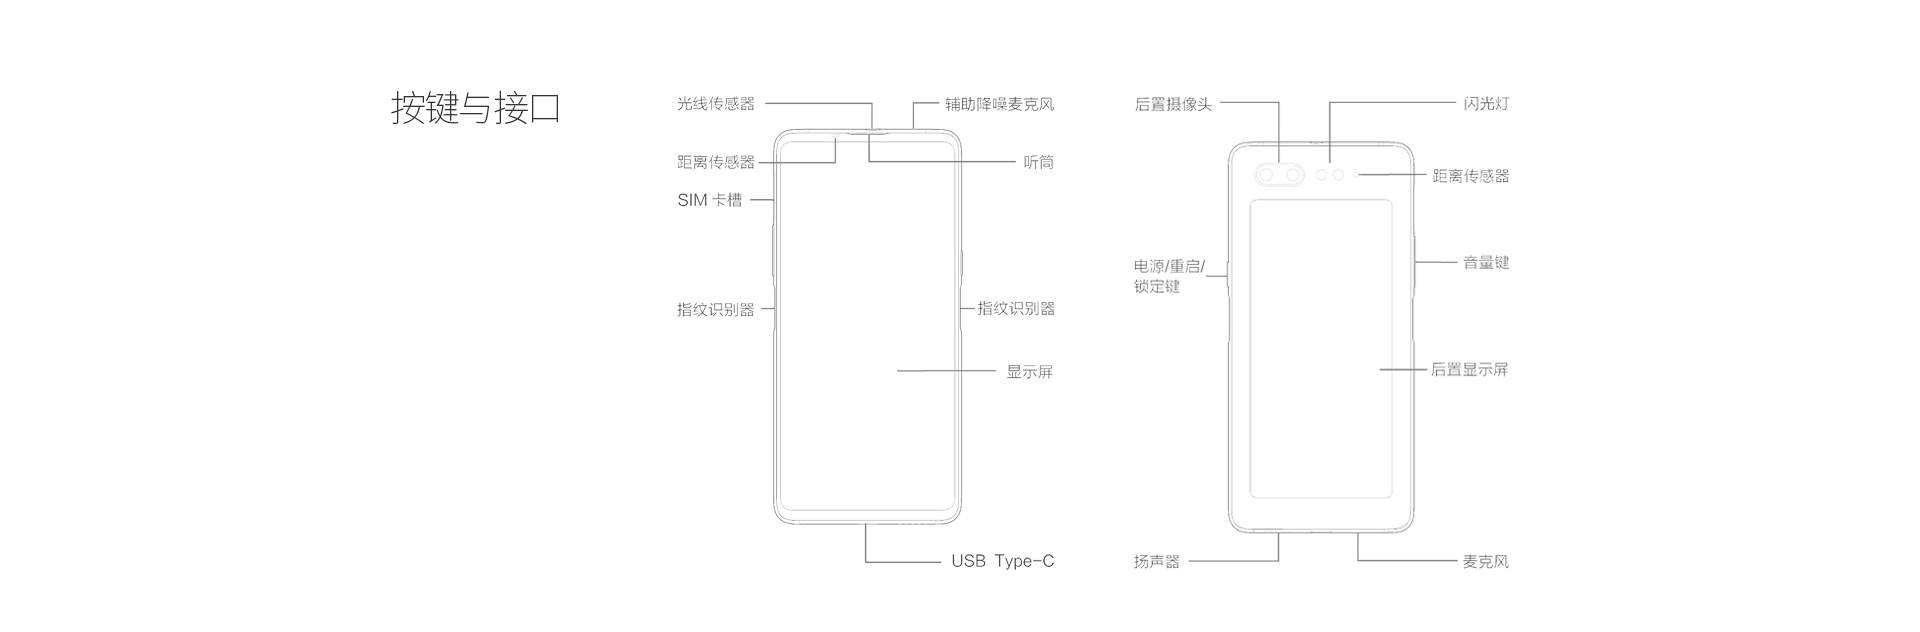 按键与接口
光线传感器
辅助降噪麦克风
距离传感器
听筒
SIM 卡槽
指纹识别器
指纹识别器
显示屏
USB Type-C
后置摄像头
闪光灯
距离传感器
电源/重启/
锁定键
音量键
后置显示屏
扬声器
麦克风